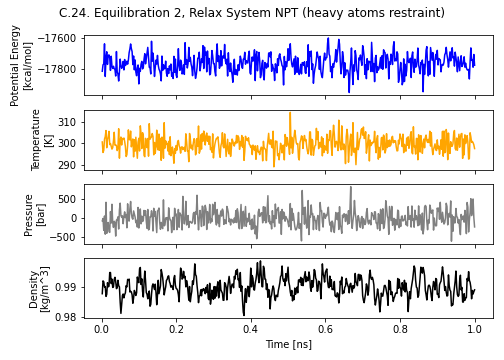 C.24. Equilibration 2, Relax System NPT (heavy atoms restraint)
Potential Energy
[kcal/mol]
−17600
−17800
Temperature
[K]
310
300
290
Pressure
[bar]
500
0
−500
Density
[kg/m^3]
0.99
0.98
0.0 0.2 0.4 0.6 0.8 1.0
Time [ns]